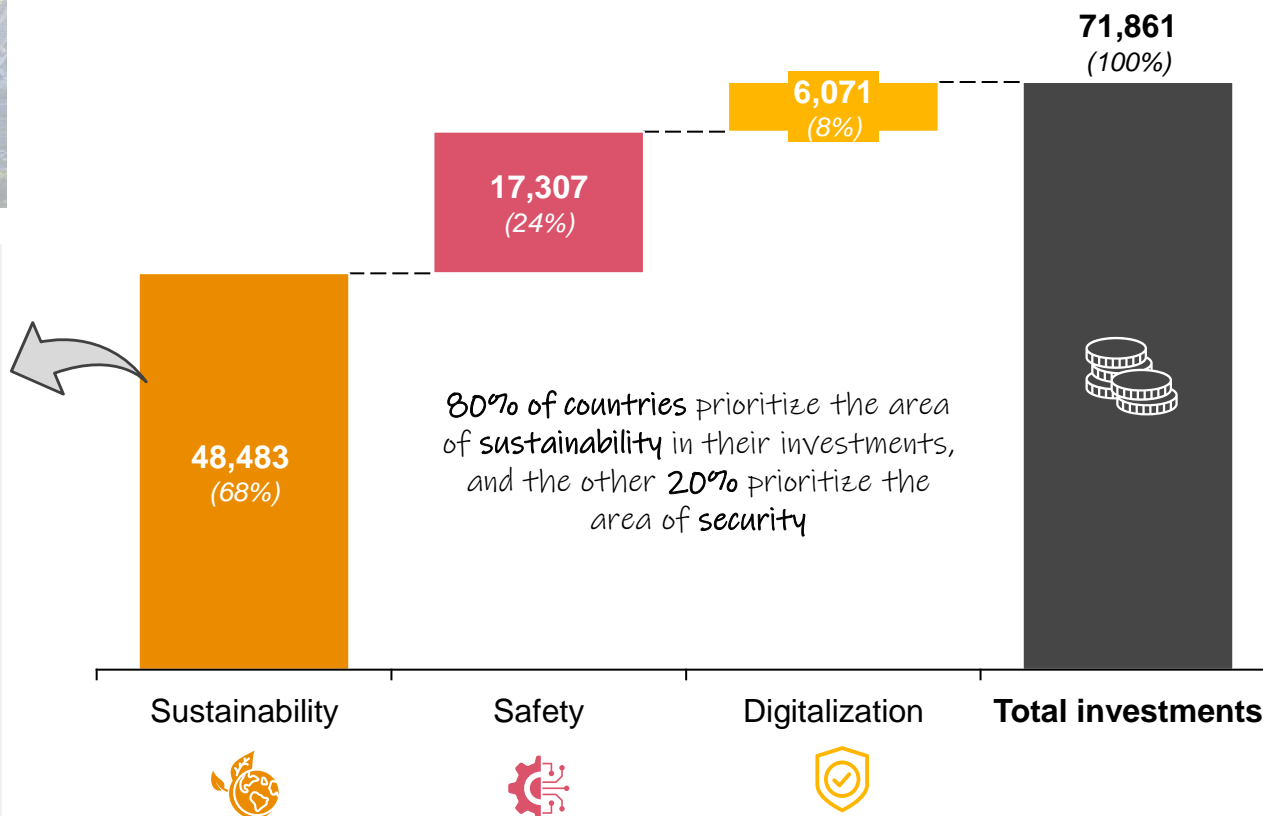 71,861
(100%)
6,071
(8%)
17,307
(24%)
48,483
(68%)
80% of countries prioritize the area
of sustainability in their investments,
and the other 20% prioritize the
area of security
Sustainability
Safety
Digitalization
Total investments